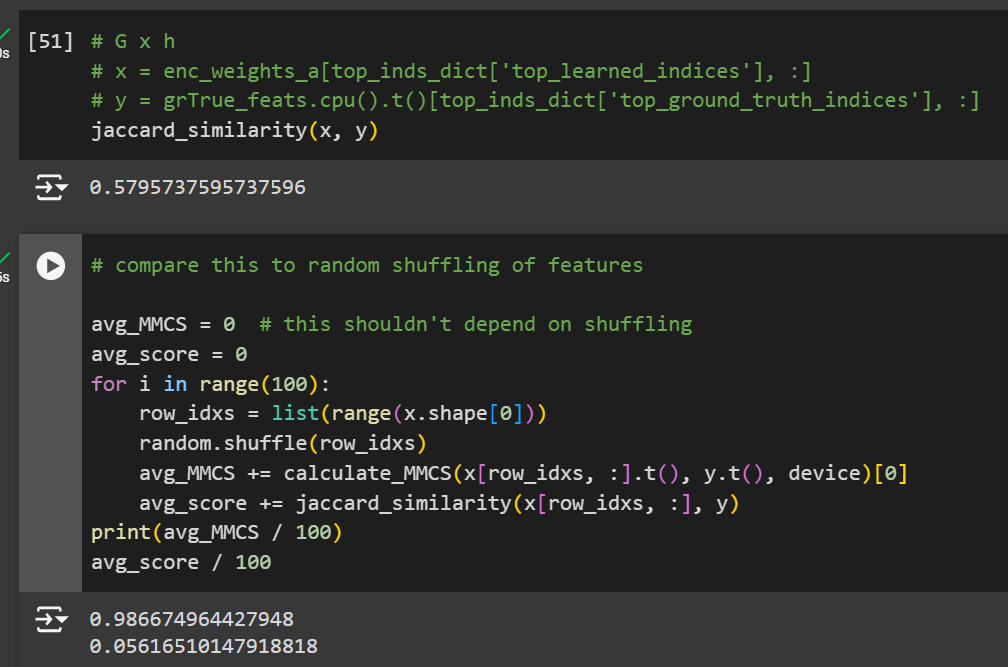 [51] # G x h
# x = enc_weights_a[top_inds_dict['top_learned_indices'], :]
# y = grTrue_feats.cpu().t()[top_inds_dict['top_ground_truth_indices'], :]
jaccard_similarity(x, y)
0s
0.5795737595737596
# compare this to random shuffling of features
5s
avg_MMCS = 0  # this shouldn't depend on shuffling
avg_score = 0
for i in range(100):
    row_idxs = list(range(x.shape[0]))
    random.shuffle(row_idxs)
    avg_MMCS += calculate_MMCS(x[row_idxs, :].t(), y.t(), device)[0]
    avg_score += jaccard_similarity(x[row_idxs, :], y)
print(avg_MMCS / 100)
avg_score / 100
0.986674964427948
0.05616510147918818